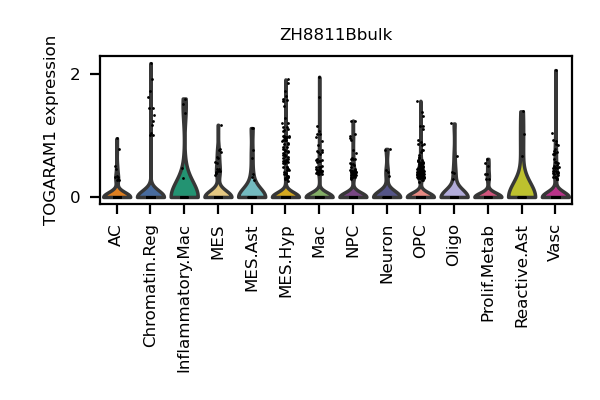 ZH8811Bbulk
TOGARAM1 expression
2
0
AC
Chromatin.Reg
Inflammatory.Mac
MES
MES.Ast
MES.Hyp
Mac
NPC
Neuron
OPC
Oligo
Prolif.Metab
Reactive.Ast
Vasc